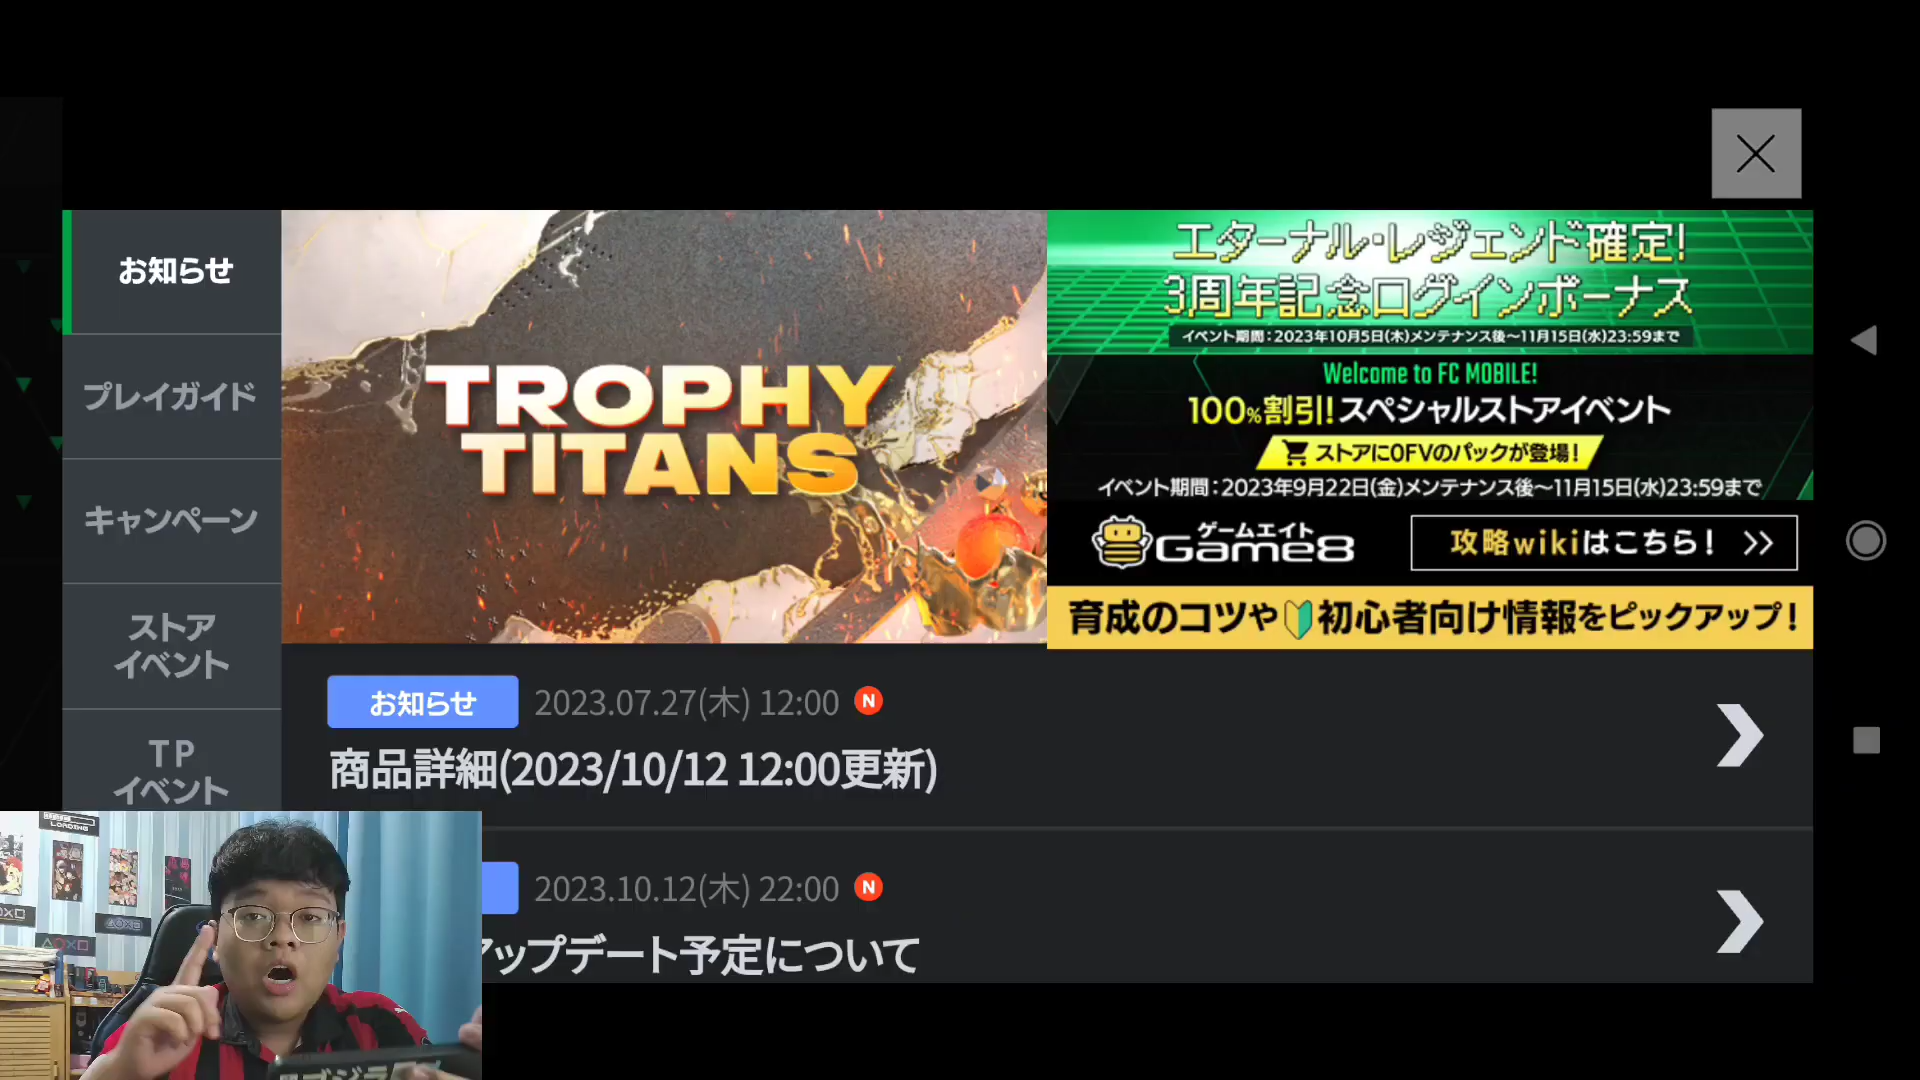 お知らせ
プレイガイド
キャンペーン
ストア
イベント
TP
イベント
TROPHY
TITANS
エターナル・レジェンド確定!
3周年記念ログインボーナス
イベント期間:2023年10月5日(木)メンテナンス後~11月15日(水)23:59まで
Welcome to FC MOBILE!
100%割引!スペシャルストアイベント
ストアに0FVのパックが登場!
イベント期間:2023年9月22日(金)メンテナンス後~11月15日(水)23:59まで
ゲームエイト
Game8
攻略wikiはこちら! >>
育成のコツや初心者向け情報をピックアップ!
お知らせ 2023.07.27(木) 12:00 N
商品詳細(2023/10/12 12:00更新)
2023.10.12(木) 22:00 N
アップデート予定について
LOADING